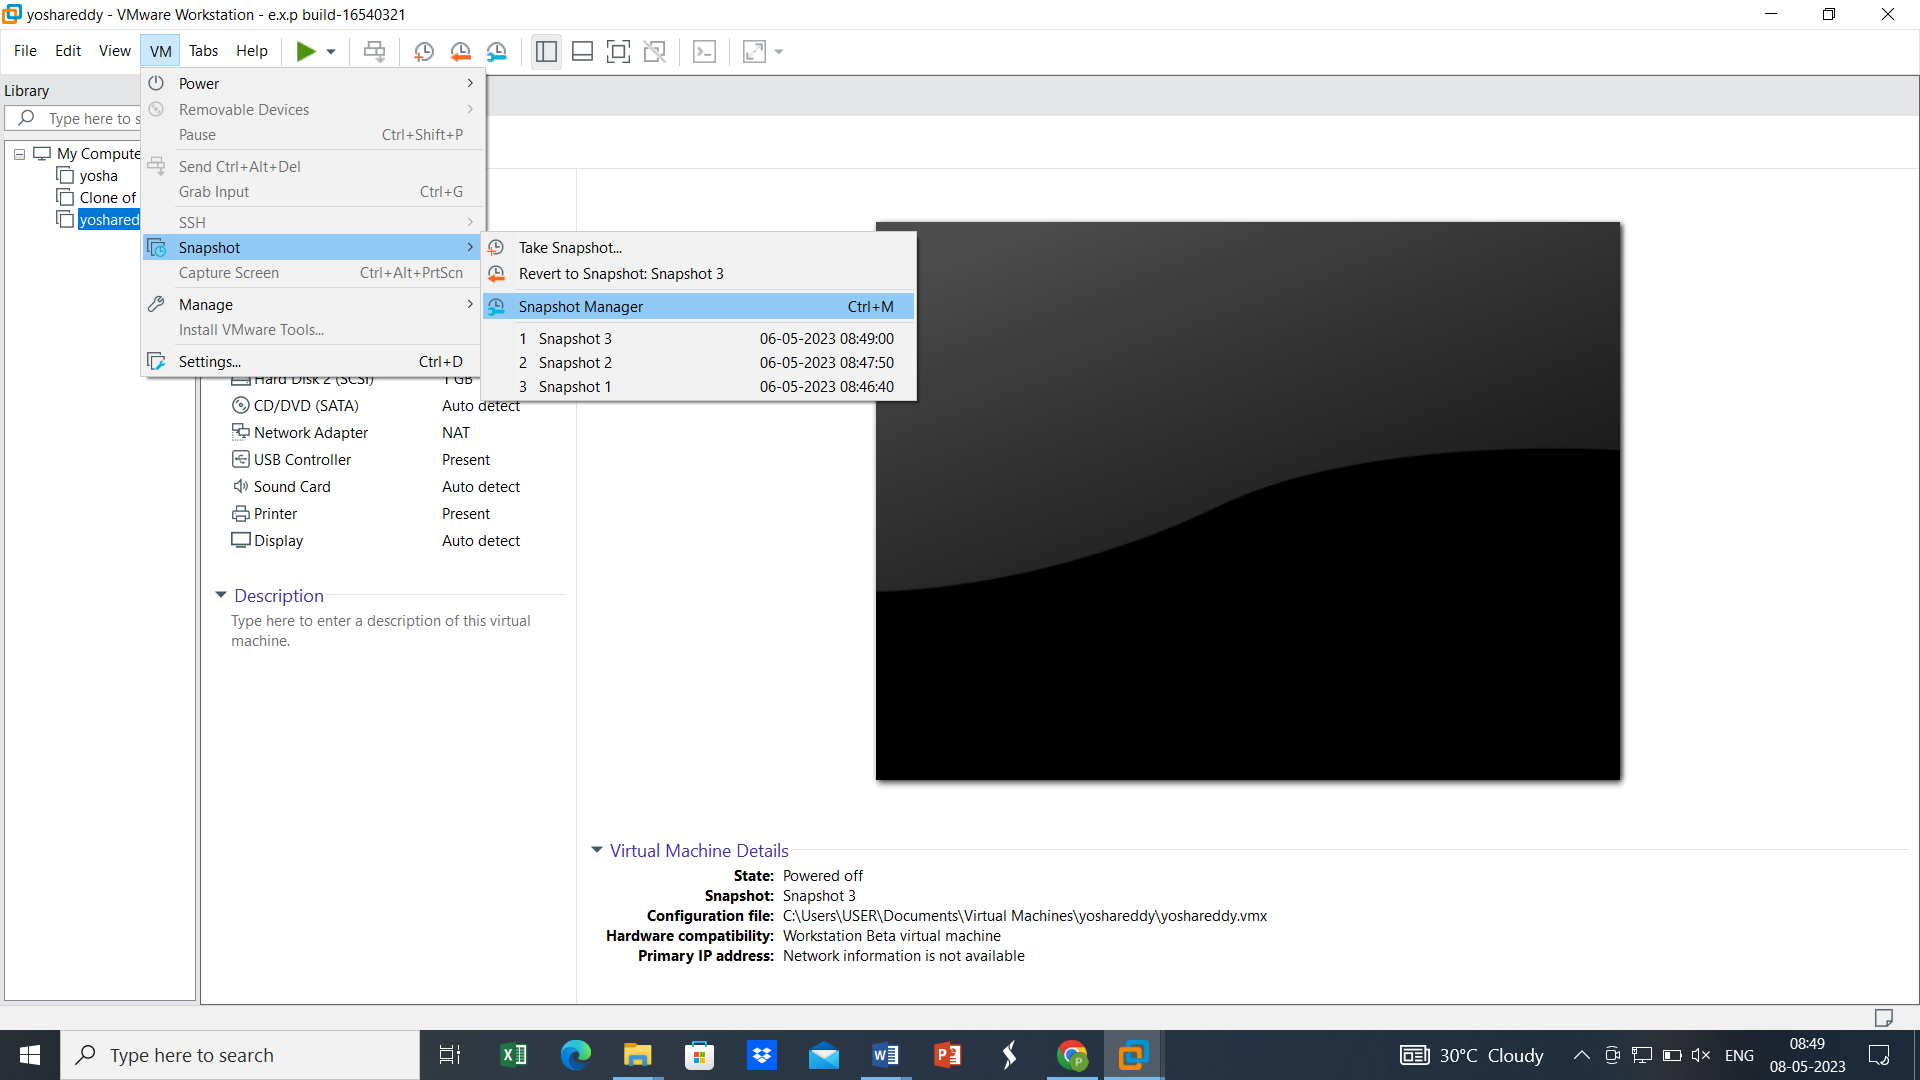 yoshareddy - VMware Workstation - e.x.p build-16540321
File Edit View VM Tabs Help
Library
Type here to s
My Compute
yosha
Clone of
yoshared
Power
Removable Devices
Pause Ctrl+Shift+P
Send Ctrl+Alt+Del
Grab Input Ctrl+G
SSH
Snapshot
Capture Screen Ctrl+Alt+PrtScn
Manage
Install VMware Tools...
Settings... Ctrl+D
Take Snapshot...
Revert to Snapshot: Snapshot 3
Snapshot Manager Ctrl+M
1 Snapshot 3 06-05-2023 08:49:00
2 Snapshot 2 06-05-2023 08:47:50
3 Snapshot 1 06-05-2023 08:46:40
Hard Disk 2 (SCSI) 1 GB
CD/DVD (SATA) Auto detect
Network Adapter NAT
USB Controller Present
Sound Card Auto detect
Printer Present
Display Auto detect
Description
Type here to enter a description of this virtual
machine.
Virtual Machine Details
State: Powered off
Snapshot: Snapshot 3
Configuration file: C:\Users\USER\Documents\Virtual Machines\yoshareddy\yoshareddy.vmx
Hardware compatibility: Workstation Beta virtual machine
Primary IP address: Network information is not available
Type here to search
30°C Cloudy
ENG
08:49
08-05-2023